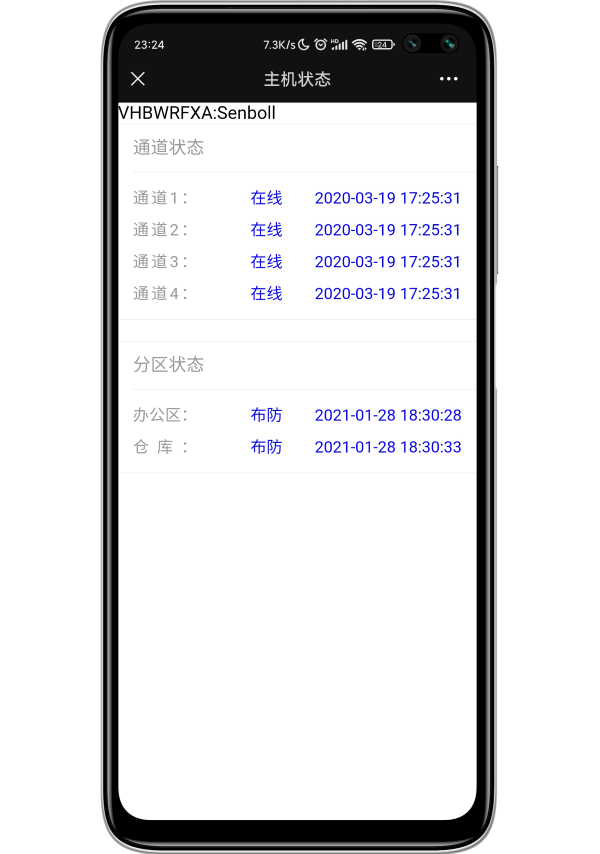 23:24 7.3K/s HD 24
主机状态
VHBWRFXA:Senboll
通道状态
通道1： 在线 2020-03-19 17:25:31
通道2： 在线 2020-03-19 17:25:31
通道3： 在线 2020-03-19 17:25:31
通道4： 在线 2020-03-19 17:25:31
分区状态
办公区： 布防 2021-01-28 18:30:28
仓 库 ： 布防 2021-01-28 18:30:33